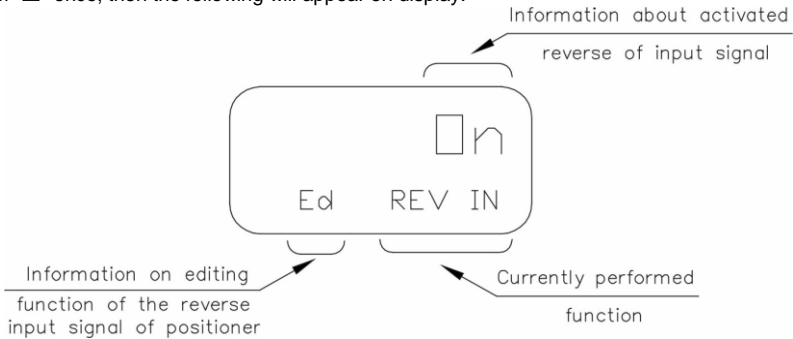 once, then the following will appear on display:
Information about activated
reverse of input signal
On
Ed REV IN
Information on editing
function of the reverse
input signal of positioner
Currently performed
function